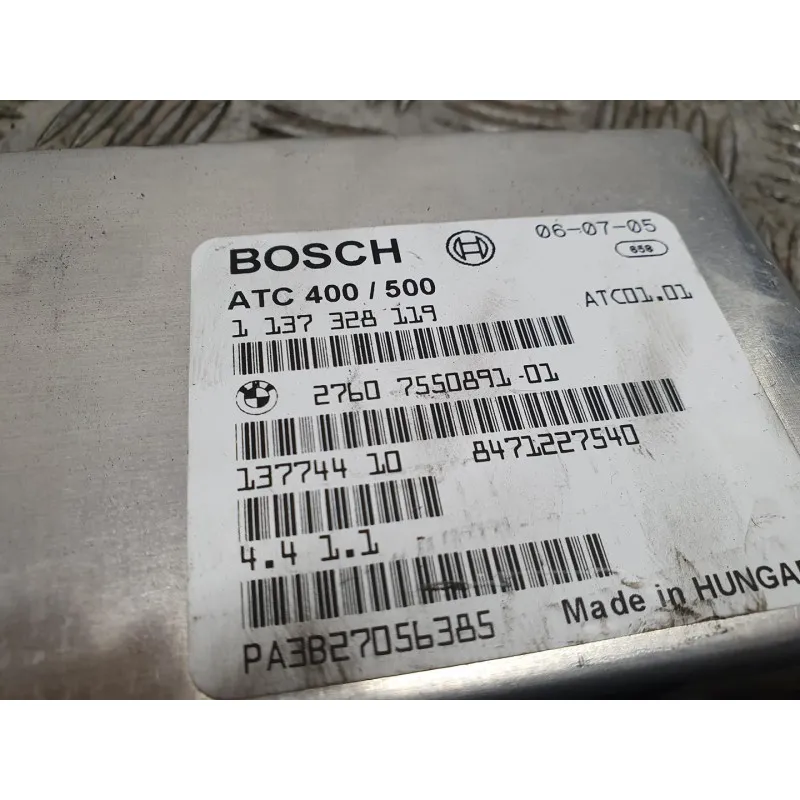 BOSCH 06-07-05
858
ATC 400 / 500 ATC01.01
1 137 328 119
2760 7550891-01
137744 10 8471227540
4.4 1.1
PA3B27056385 Made in HUNGA